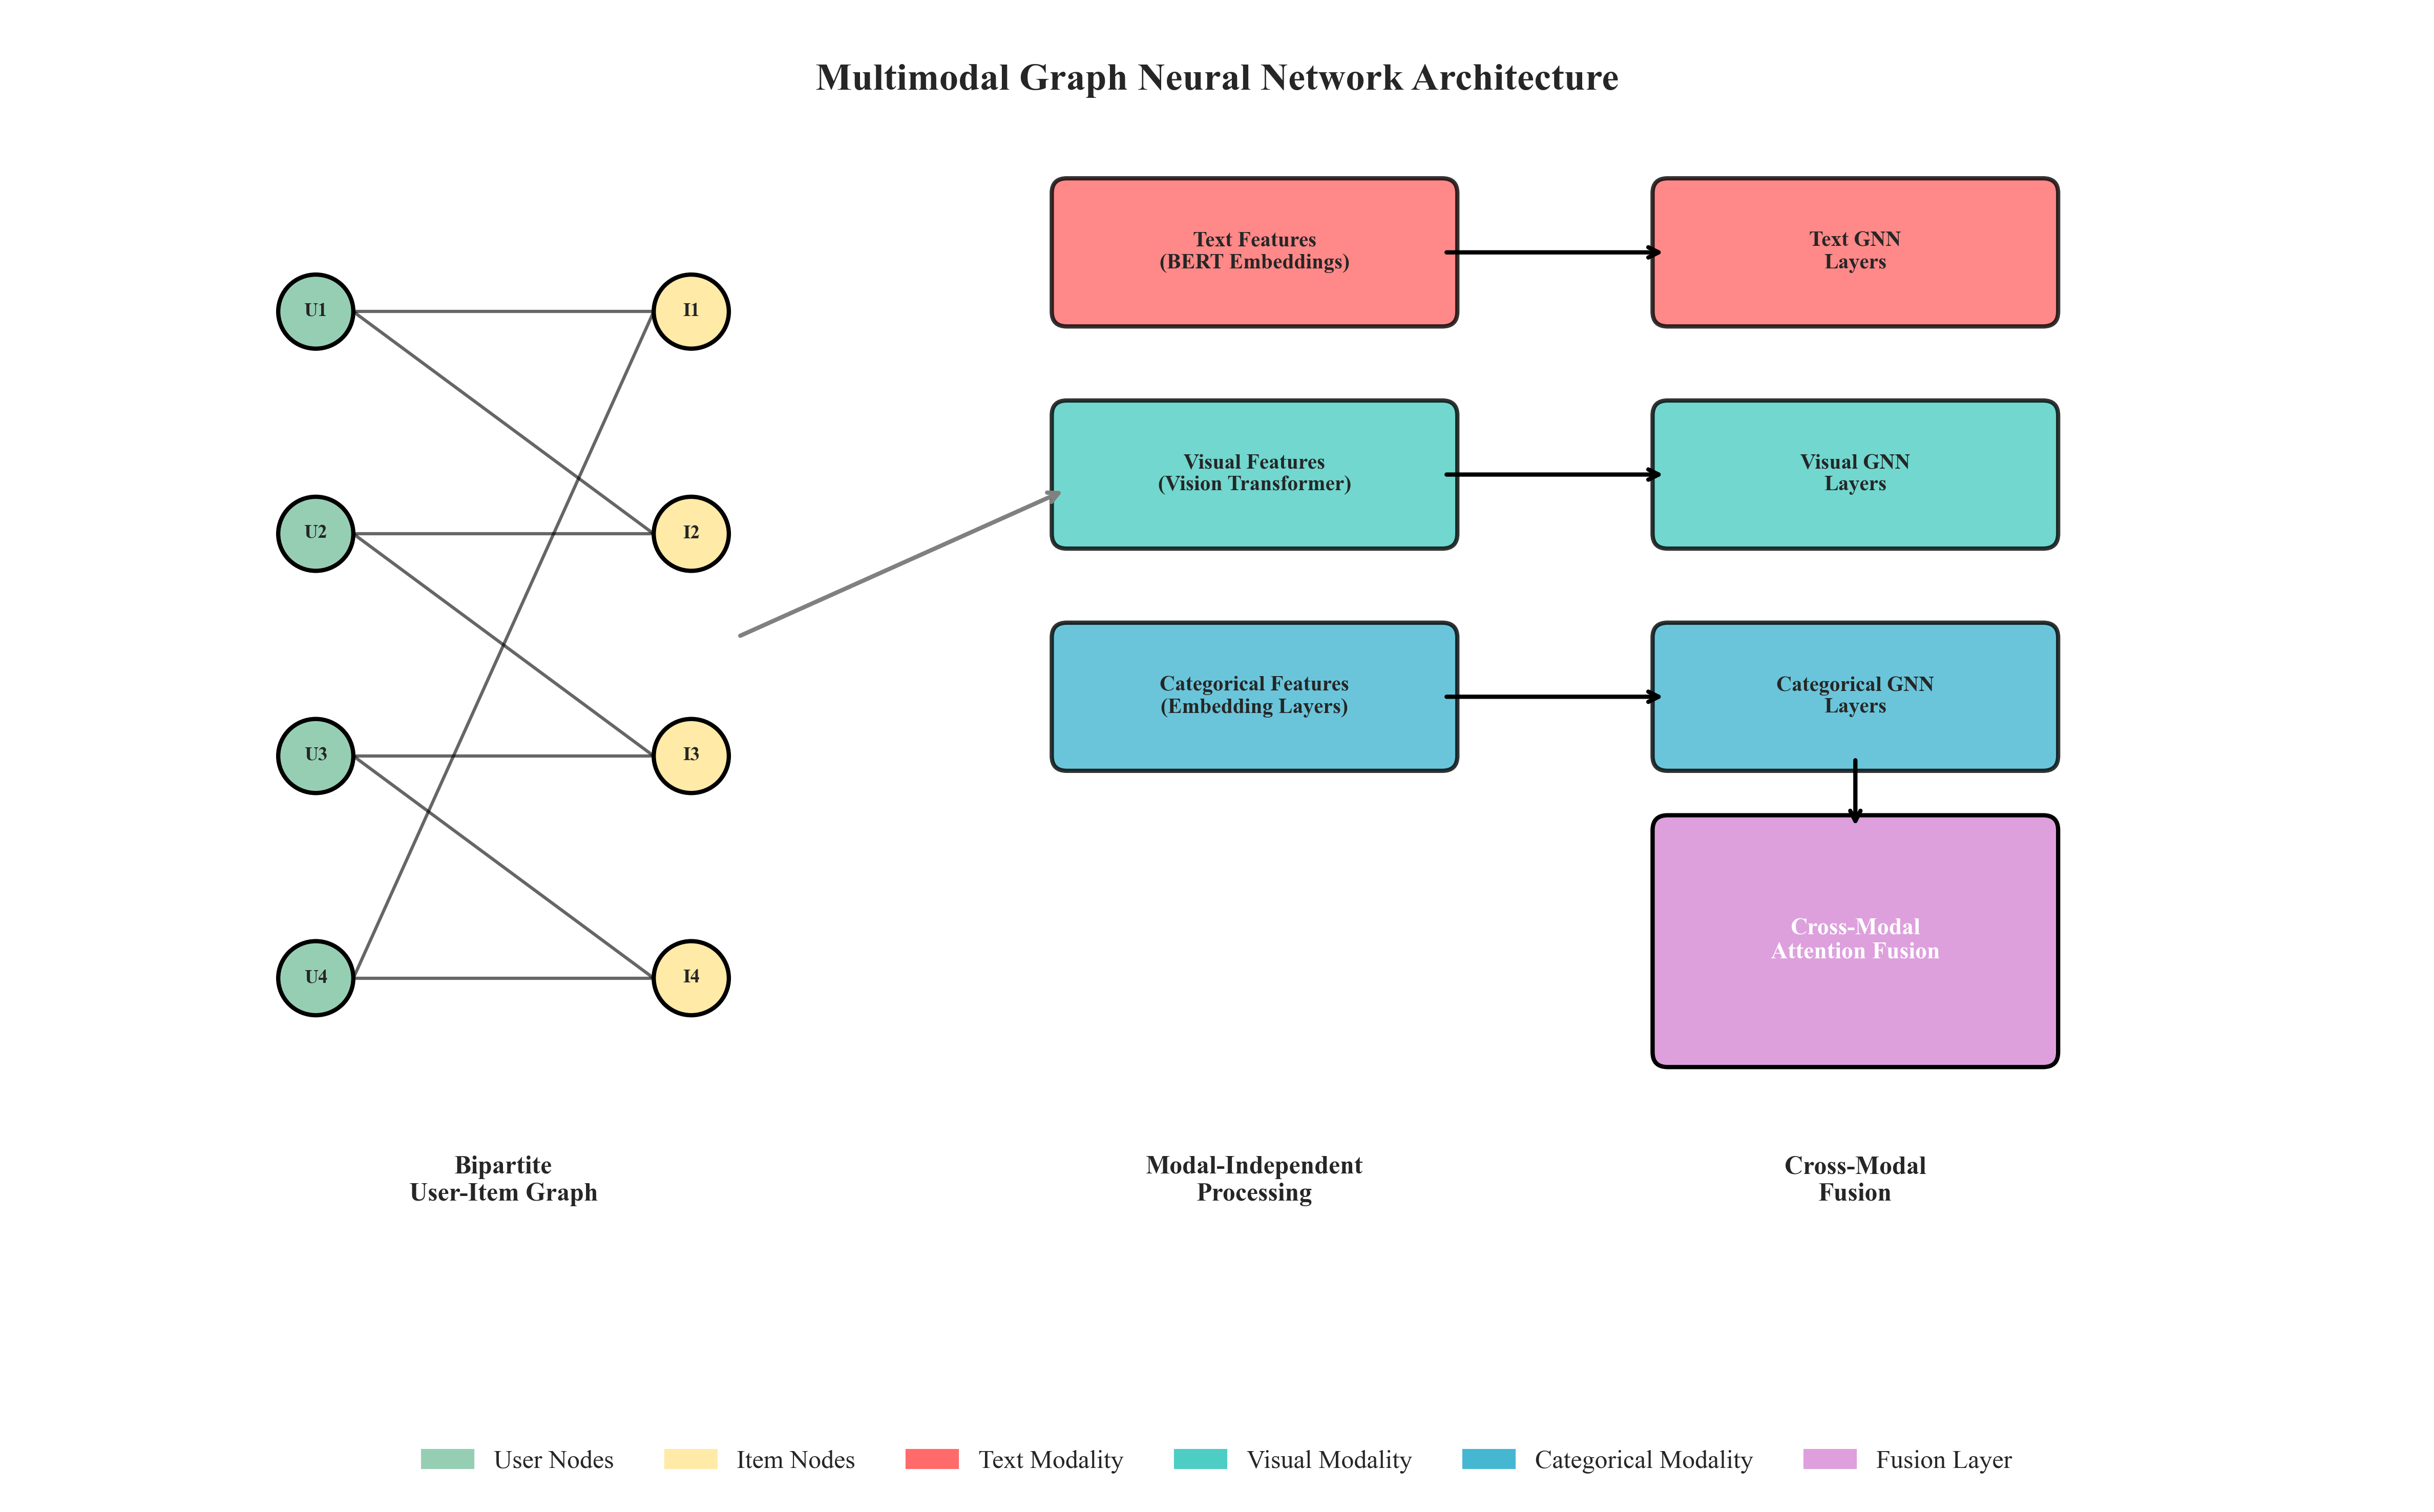 Multimodal Graph Neural Network Architecture
U1
I1
U2
I2
U3
I3
U4
I4
Text Features
(BERT Embeddings)
Text GNN
Layers
Visual Features
(Vision Transformer)
Visual GNN
Layers
Categorical Features
(Embedding Layers)
Categorical GNN
Layers
Cross-Modal
Attention Fusion
Bipartite
User-Item Graph
Modal-Independent
Processing
Cross-Modal
Fusion
User Nodes
Item Nodes
Text Modality
Visual Modality
Categorical Modality
Fusion Layer